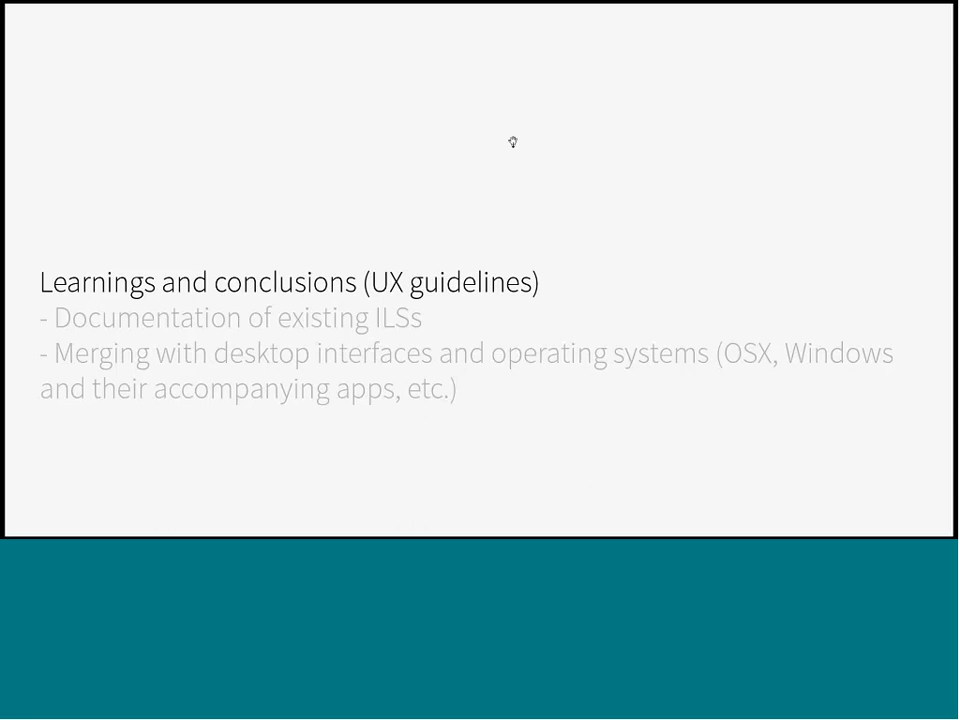 Learnings and conclusions (UX guidelines)
- Documentation of existing ILSs
- Merging with desktop interfaces and operating systems (OSX, Windows
and their accompanying apps, etc.)